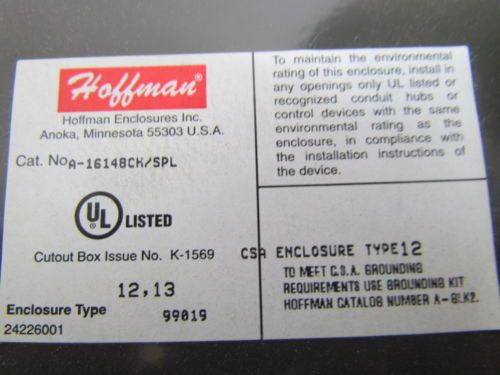 Hoffman®
Hoffman Enclosures Inc.
Anoka, Minnesota 55303 U.S.A.
Cat. No A-16148CH/SPL
UL LISTED
Cutout Box Issue No. K-1569
12,13
Enclosure Type 99019
24226001
To maintain the environmental
rating of this enclosure, install in
any openings only UL listed or
recognized conduit hubs or
control devices with the same
environmental rating as the
enclosure, in compliance with
the installation instructions of
the device.
CSA ENCLOSURE TYPE 12
TO MEET C.S.A. GROUNDING
REQUIREMENTS USE GROUNDING KIT
HOFFMAN CATALOG NUMBER